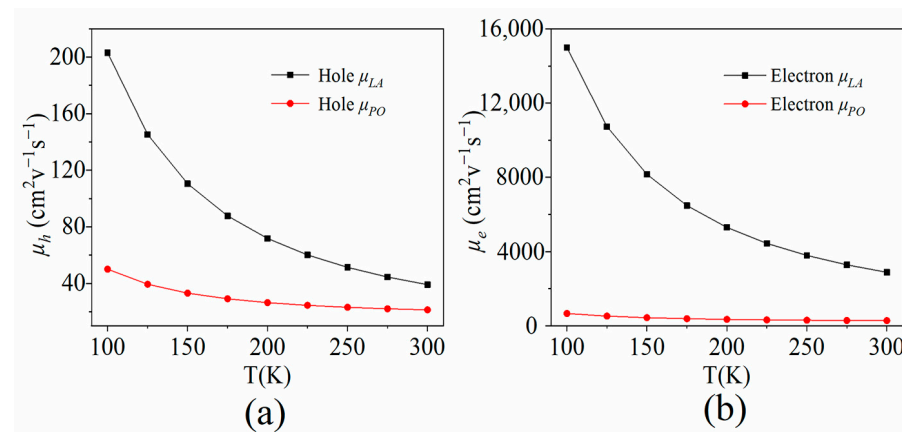 200
160
120
80
40
100 150 200 250 300
T(K)
μh (cm²v⁻¹s⁻¹)
Hole μLA
Hole μPO
(a)
16,000
12,000
8000
4000
0
100 150 200 250 300
T(K)
μe (cm²v⁻¹s⁻¹)
Electron μLA
Electron μPO
(b)